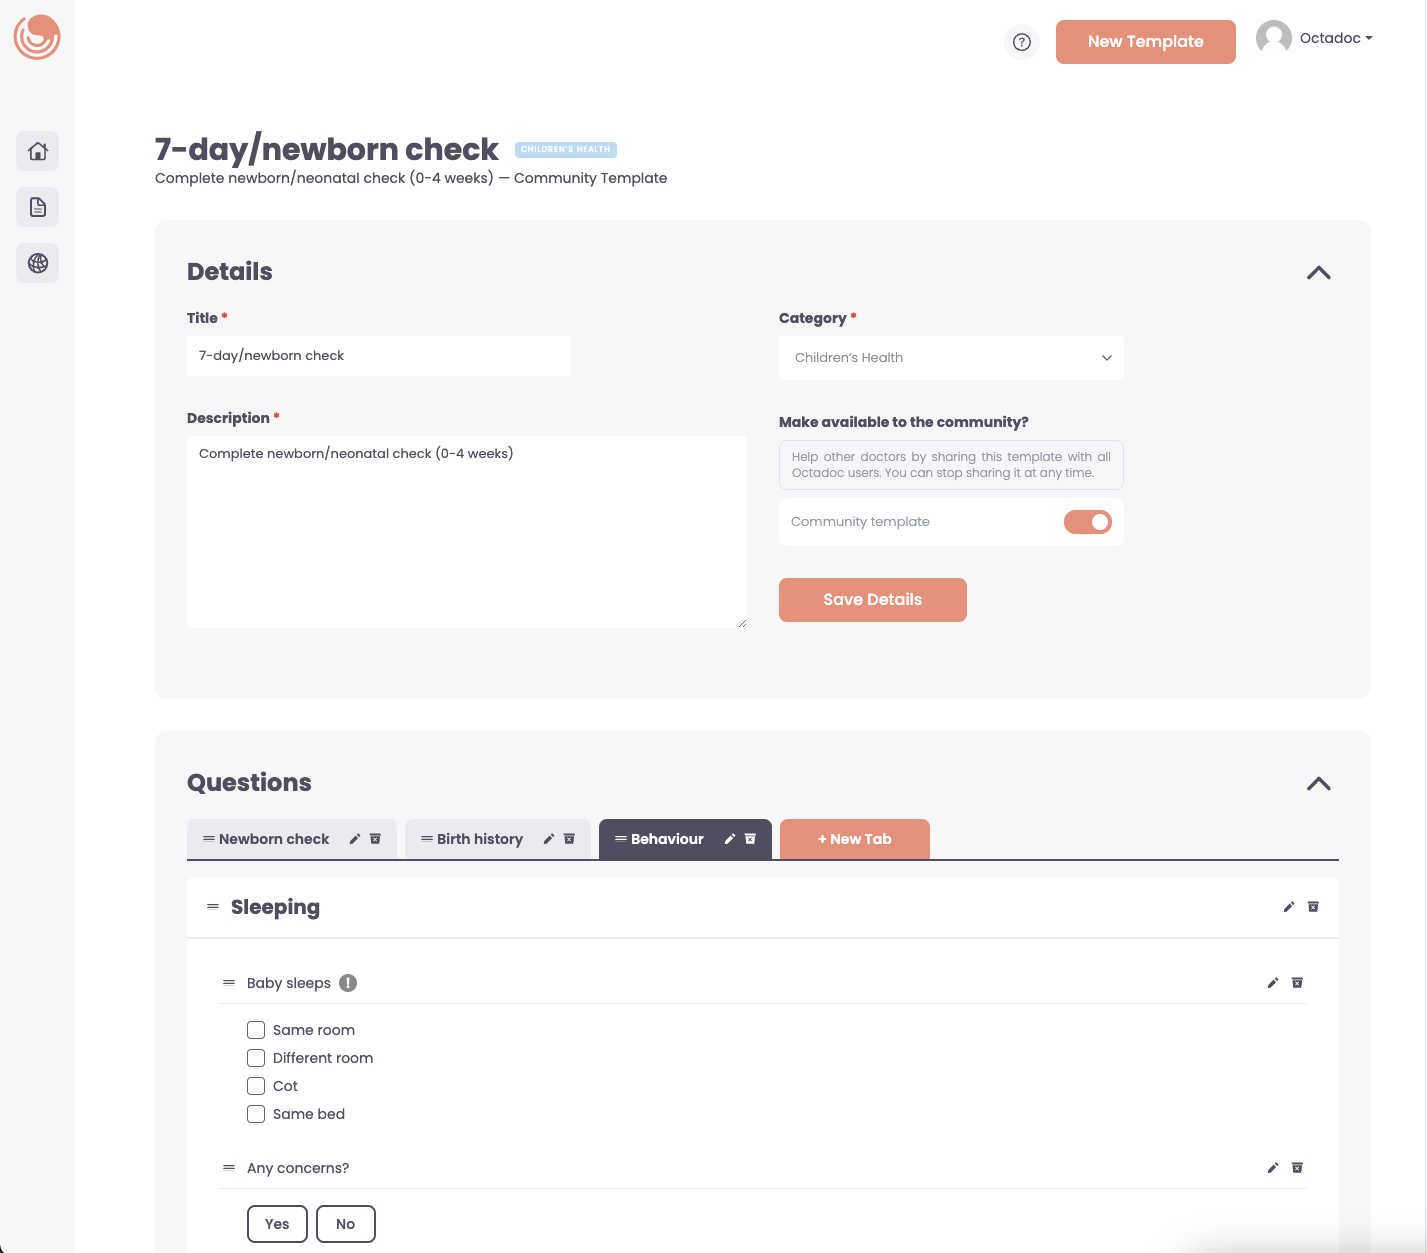 New Template
Octadoc
7-day/newborn check
CHILDREN'S HEALTH
Complete newborn/neonatal check (0-4 weeks) — Community Template
Details
Title *
7-day/newborn check
Category *
Children's Health
Description *
Complete newborn/neonatal check (0-4 weeks)
Make available to the community?
Help other doctors by sharing this template with all
Octadoc users. You can stop sharing it at any time.
Community template
Save Details
Questions
Newborn check
Birth history
Behaviour
+ New Tab
Sleeping
Baby sleeps
Same room
Different room
Cot
Same bed
Any concerns?
Yes
No